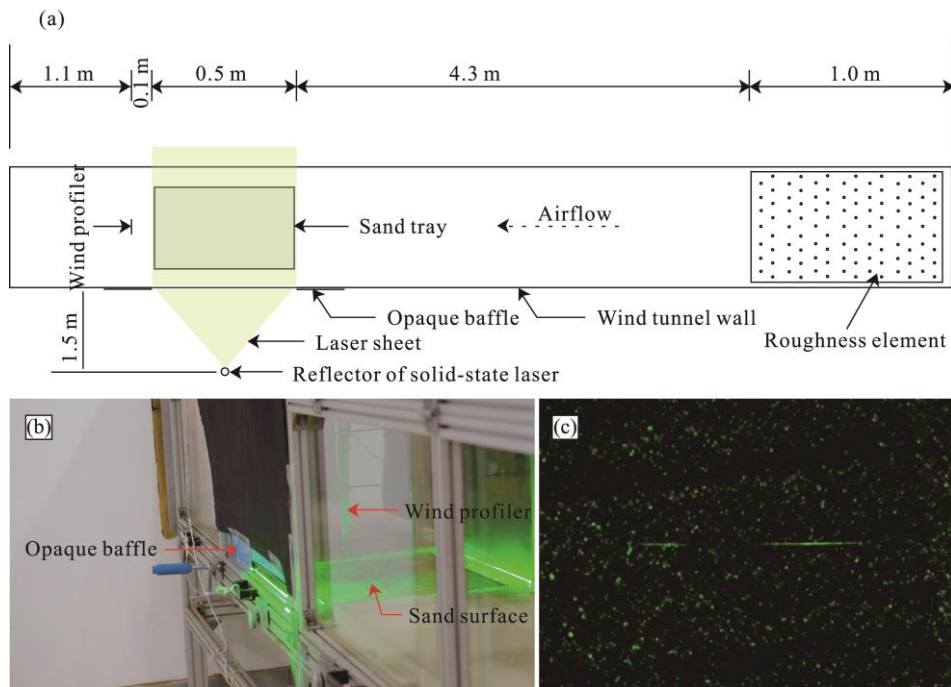 (a)
1.1 m
0.1 m
0.5 m
4.3 m
1.0 m
Wind profiler
Sand tray
Airflow
1.5 m
Opaque baffle
Wind tunnel wall
Roughness element
Laser sheet
Reflector of solid-state laser
(b)
(c)
Wind profiler
Opaque baffle
Sand surface